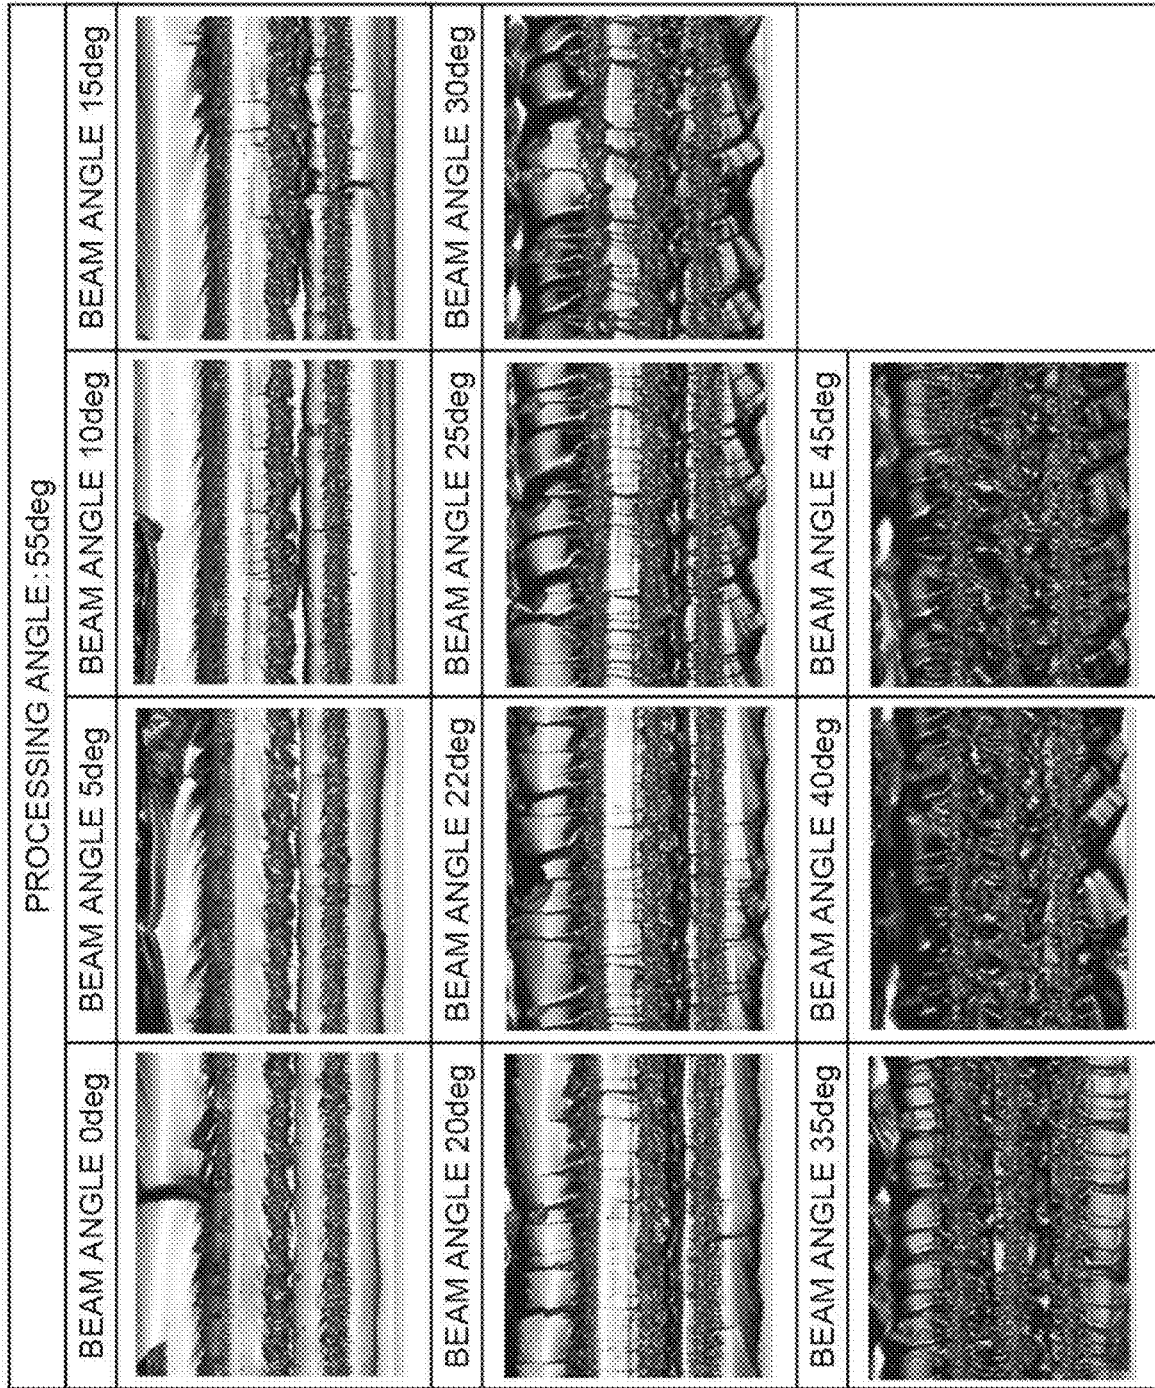 PROCESSING ANGLE: 55deg
BEAM ANGLE 0deg
BEAM ANGLE 5deg
BEAM ANGLE 10deg
BEAM ANGLE 15deg
BEAM ANGLE 20deg
BEAM ANGLE 22deg
BEAM ANGLE 25deg
BEAM ANGLE 30deg
BEAM ANGLE 35deg
BEAM ANGLE 40deg
BEAM ANGLE 45deg